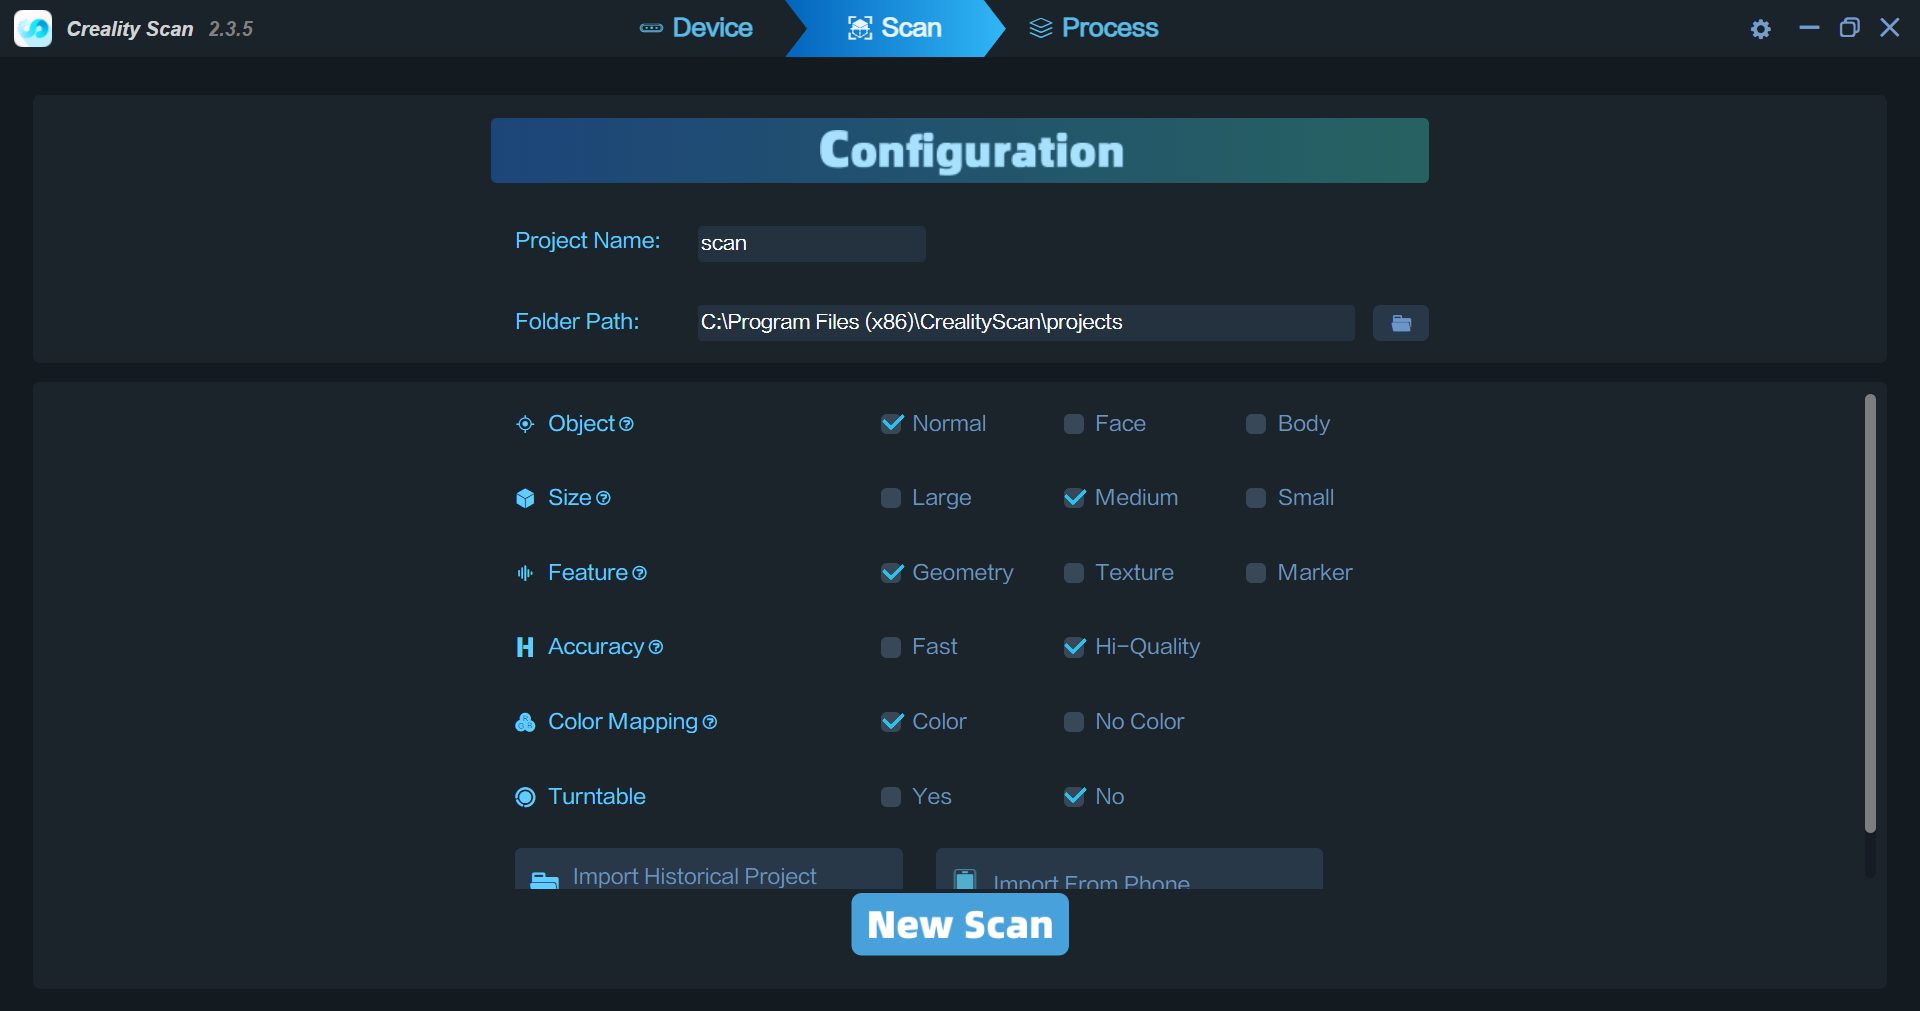 Creality Scan 2.3.5
Device
Scan
Process
Configuration
Project Name: scan
Folder Path: C:\Program Files (x86)\CrealityScan\projects
Object Normal Face Body
Size Large Medium Small
Feature Geometry Texture Marker
Accuracy Fast Hi-Quality
Color Mapping Color No Color
Turntable Yes No
Import Historical Project
Import From Phone
New Scan